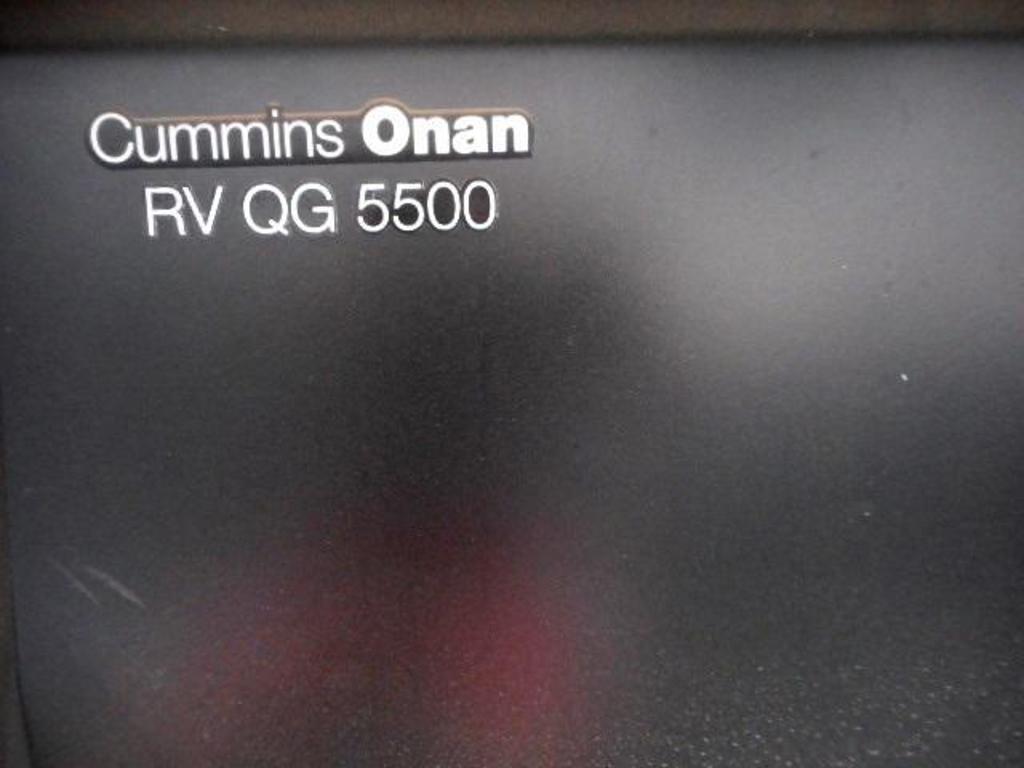 Cummins Onan
RV QG 5500